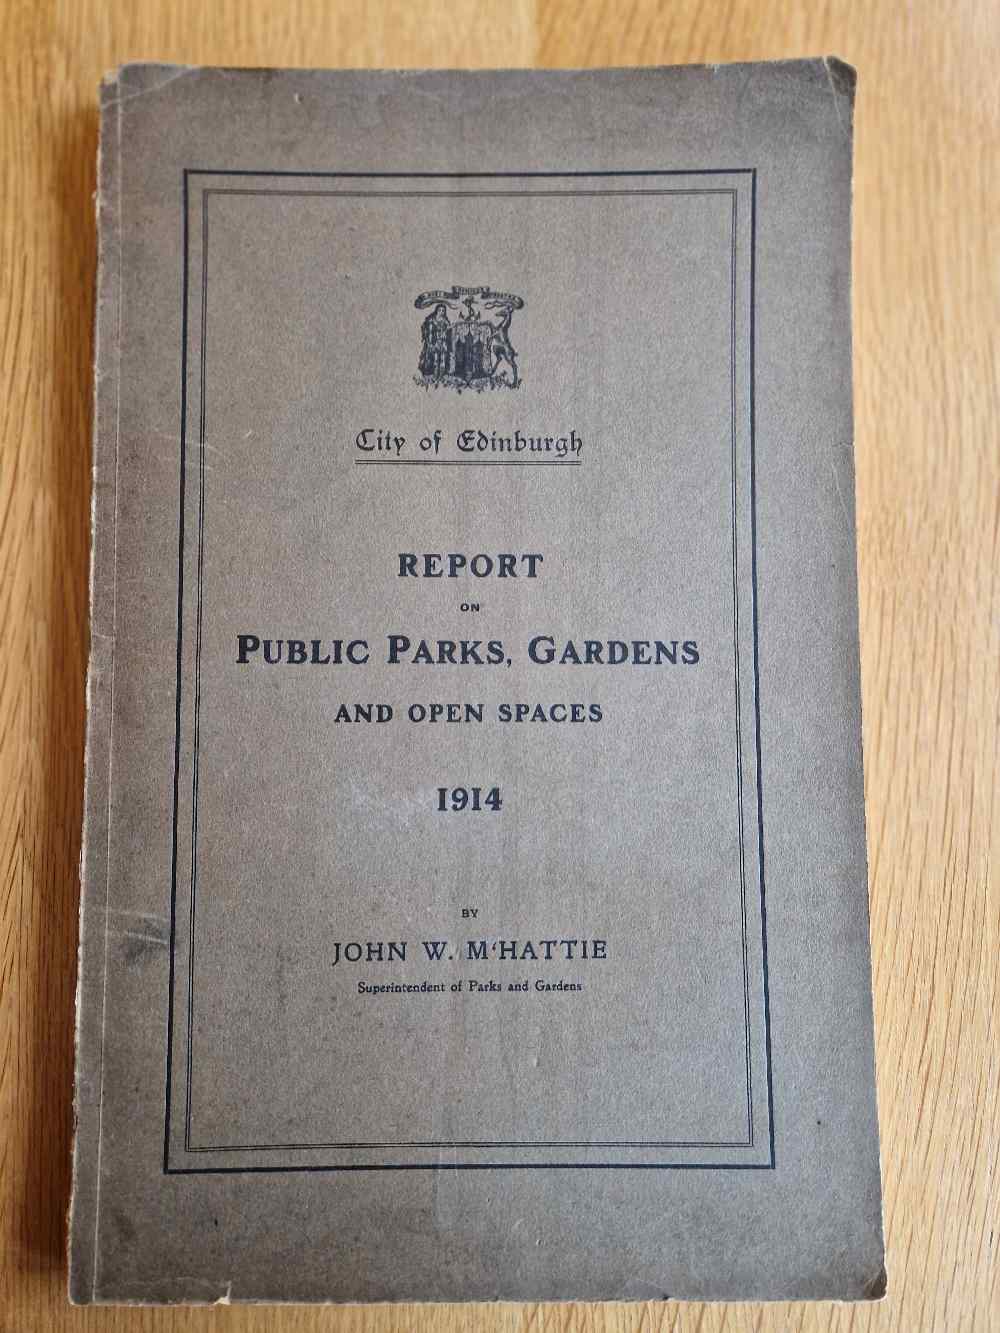 City of Edinburgh
REPORT
ON
PUBLIC PARKS, GARDENS
AND OPEN SPACES
1914
BY
JOHN W. M‘HATTIE
Superintendent of Parks and Gardens